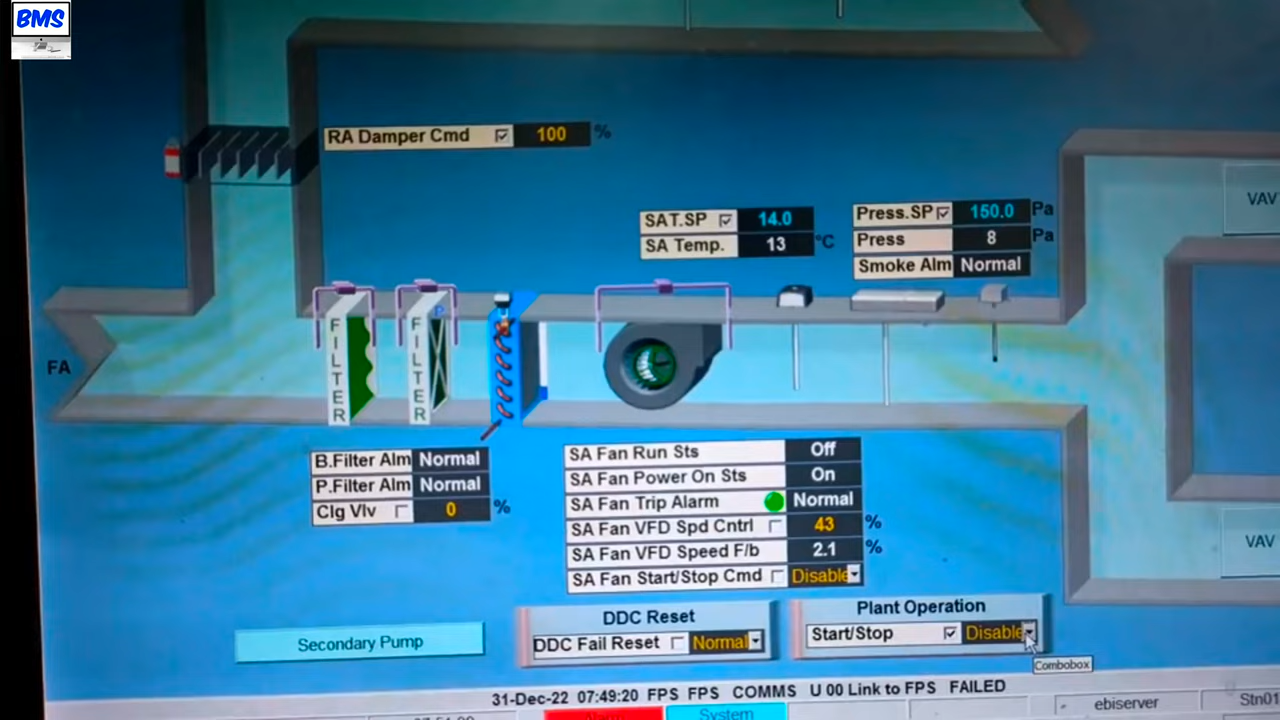 BMS
RA Damper Cmd 100 %
SAT.SP 14.0
SA Temp. 13 °C
Press.SP 150.0 Pa
Press 8 Pa
Smoke Alm Normal
VAV
FA
FILTER
FILTER
B.Filter Alm Normal
P.Filter Alm Normal
Clg Vlv 0 %
SA Fan Run Sts Off
SA Fan Power On Sts On
SA Fan Trip Alarm Normal
SA Fan VFD Spd Cntrl 43 %
SA Fan VFD Speed F/b 2.1 %
SA Fan Start/Stop Cmd Disable
VAV
Secondary Pump
DDC Reset
DDC Fail Reset Normal
Plant Operation
Start/Stop Disable
Combobox
31-Dec-22 07:49:20 FPS FPS COMMS U 00 Link to FPS FAILED
Alarm
System
ebiserver
Stn01